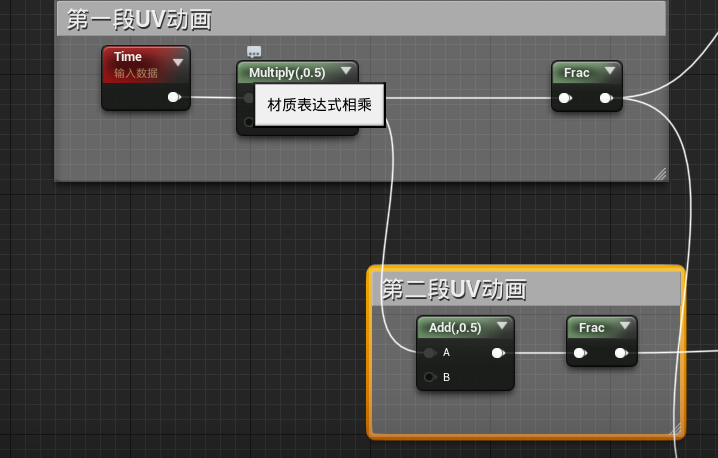 第一段UV动画
Time
输入数据
Multiply(,0.5)
材质表达式相乘
Frac
第二段UV动画
Add(,0.5)
A
B
Frac